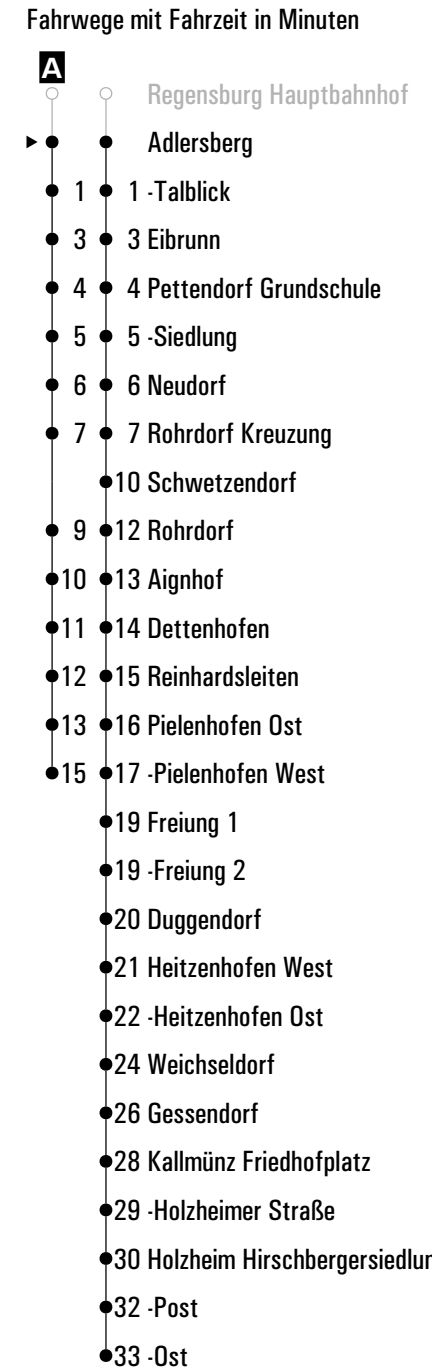 Fahrwege mit Fahrzeit in Minuten
A
Regensburg Hauptbahnhof
Adlersberg
1 1 -Talblick
3 3 Eibrunn
4 4 Pettendorf Grundschule
5 5 -Siedlung
6 6 Neudorf
7 7 Rohrdorf Kreuzung
10 Schwetzendorf
9 12 Rohrdorf
10 13 Aignhof
11 14 Dettenhofen
12 15 Reinhardsleiten
13 16 Pielenhofen Ost
15 17 -Pielenhofen West
19 Freiung 1
19 -Freiung 2
20 Duggendorf
21 Heitzenhofen West
22 -Heitzenhofen Ost
24 Weichseldorf
26 Gessendorf
28 Kallmünz Friedhofplatz
29 -Holzheimer Straße
30 Holzheim Hirschbergersiedlun
32 -Post
33 -Ost